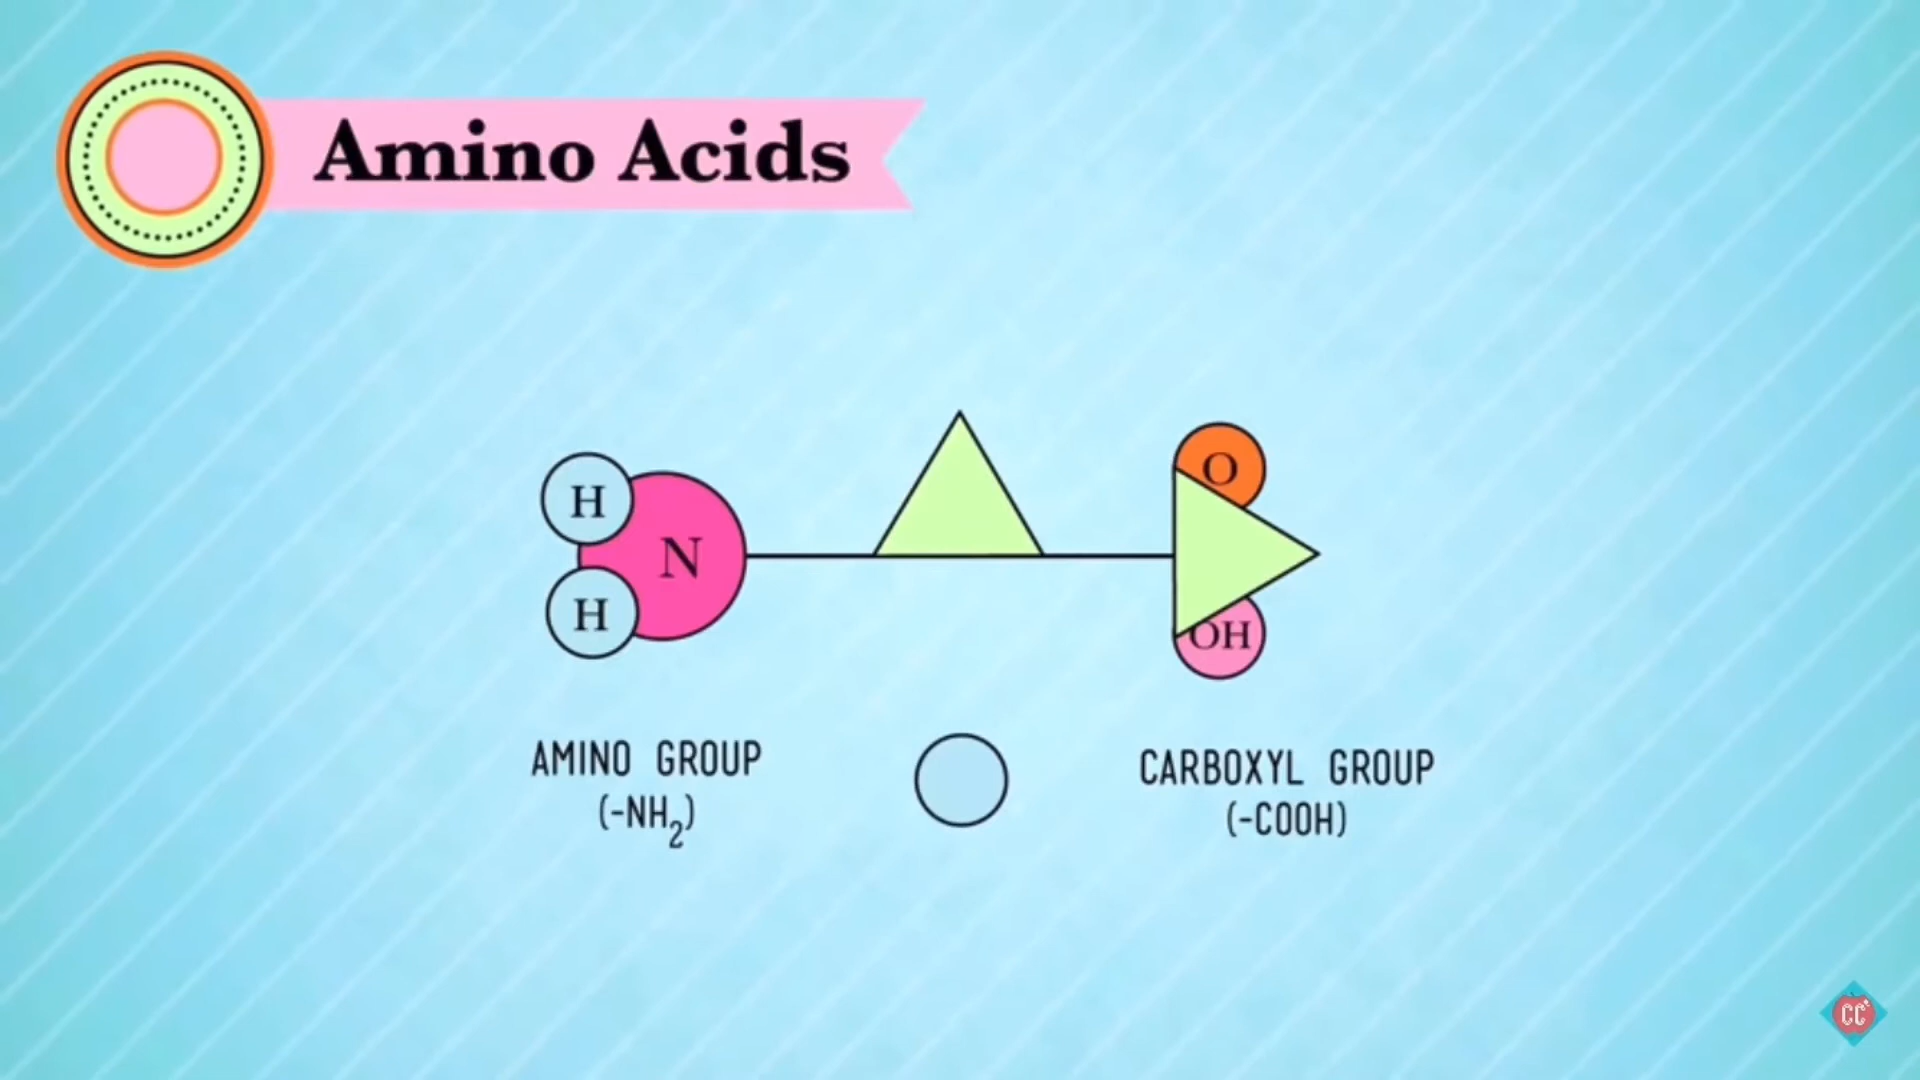 Amino Acids
H
N
H
O
OH
AMINO GROUP
(-NH₂)
CARBOXYL GROUP
(-COOH)
CC